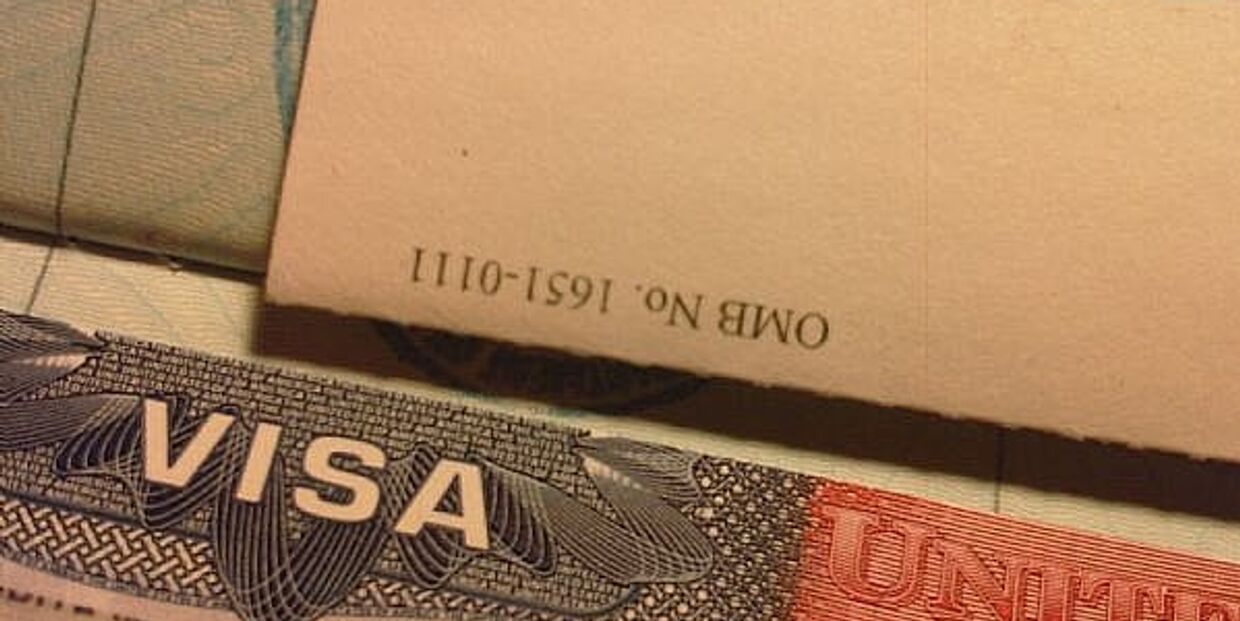 OMB No. 1651-0111
VISA
UNITE